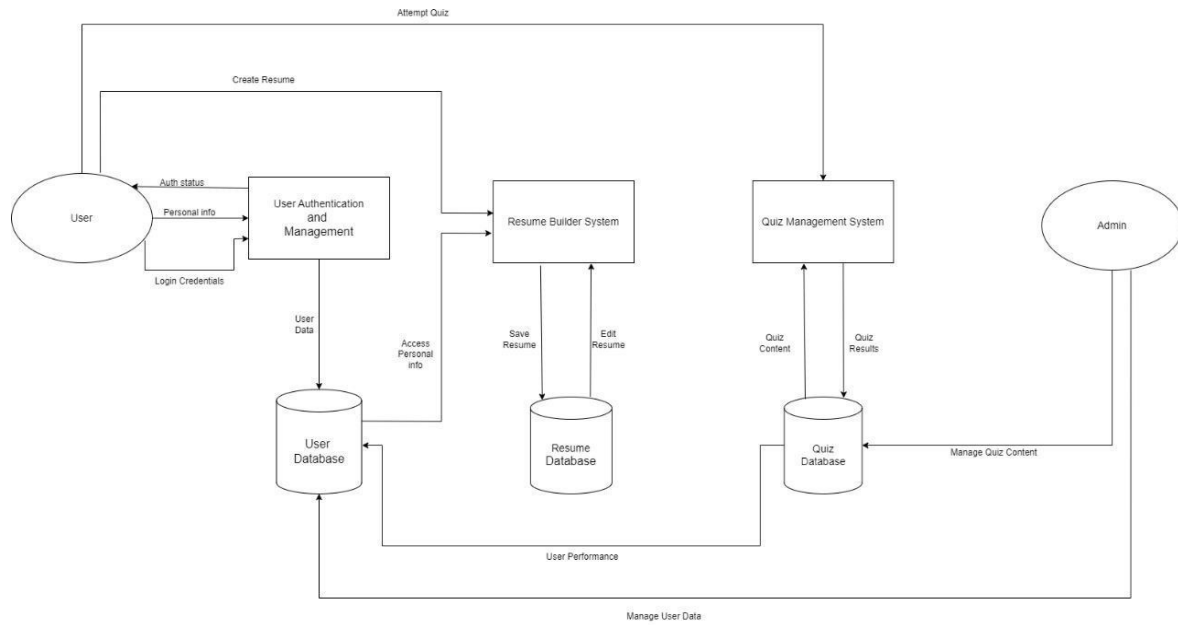 Attempt Quiz
Create Resume
Auth status
User
Personal info
Login Credentials
User Authentication
and
Management
Resume Builder System
Quiz Management System
Admin
User
Data
Access
Personal
info
Save
Resume
Edit
Resume
Quiz
Content
Quiz
Results
User
Database
Resume
Database
Quiz
Database
Manage Quiz Content
User Performance
Manage User Data